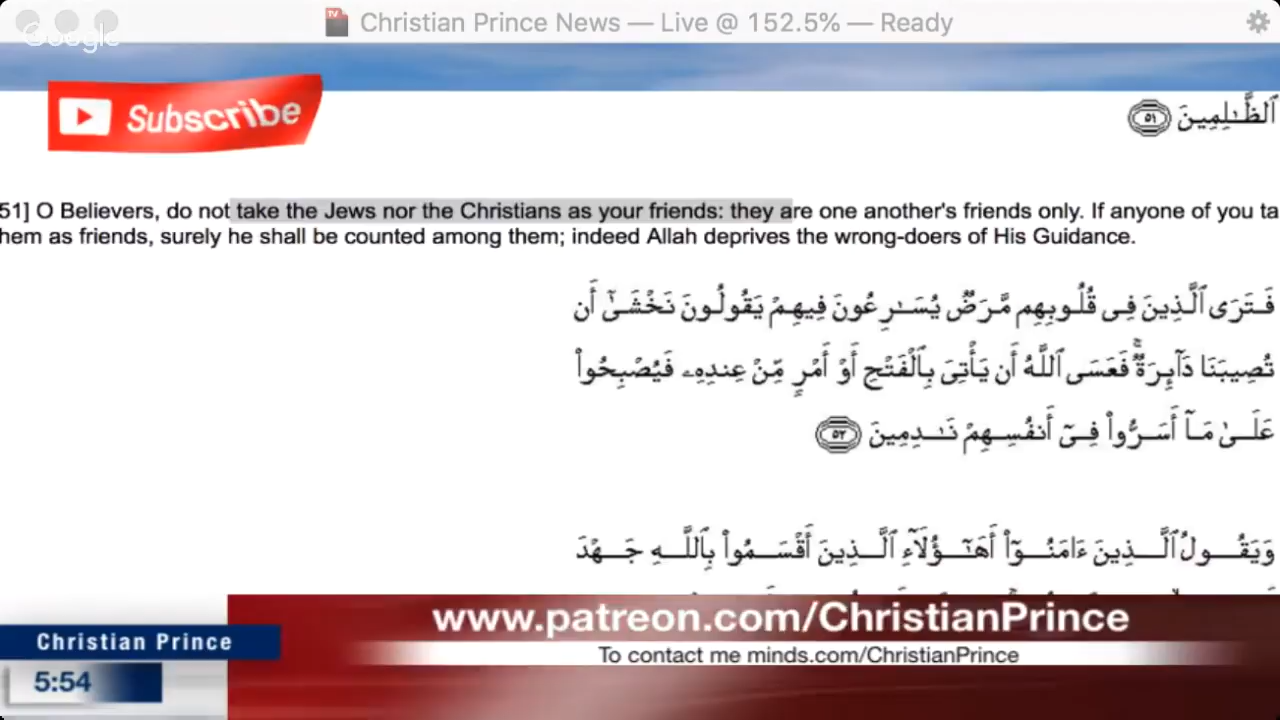 Christian Prince News — Live @ 152.5% — Ready
Google
Subscribe
ٱلظَّـٰلِمِينَ ٥١
51] O Believers, do not take the Jews nor the Christians as your friends: they are one another's friends only. If anyone of you ta
hem as friends, surely he shall be counted among them; indeed Allah deprives the wrong-doers of His Guidance.
فَتَرَى ٱلَّذِينَ فِى قُلُوبِهِم مَّرَضٌ يُسَـٰرِعُونَ فِيهِمْ يَقُولُونَ نَخْشَىٰٓ أَن
تُصِيبَنَا دَآئِرَةٌ ۚ فَعَسَى ٱللَّهُ أَن يَأْتِىَ بِٱلْفَتْحِ أَوْ أَمْرٍ مِّنْ عِندِهِۦ فَيُصْبِحُوا۟
عَلَىٰ مَآ أَسَرُّوا۟ فِىٓ أَنفُسِهِمْ نَـٰدِمِينَ ٥٢
وَيَقُولُ ٱلَّذِينَ ءَامَنُوٓا۟ أَهَـٰٓؤُلَآءِ ٱلَّذِينَ أَقْسَمُوا۟ بِٱللَّهِ جَهْدَ
www.patreon.com/ChristianPrince
Christian Prince
To contact me minds.com/ChristianPrince
5:54